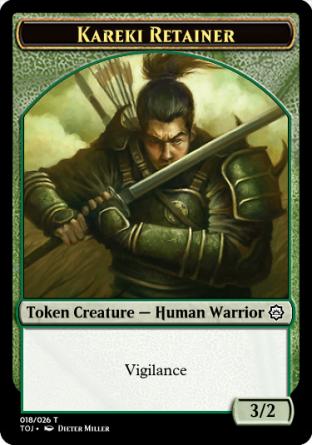 KAREKI RETAINER
Token Creature — Human Warrior
Vigilance
3/2
018/026 T
TOJ • DIETER MILLER